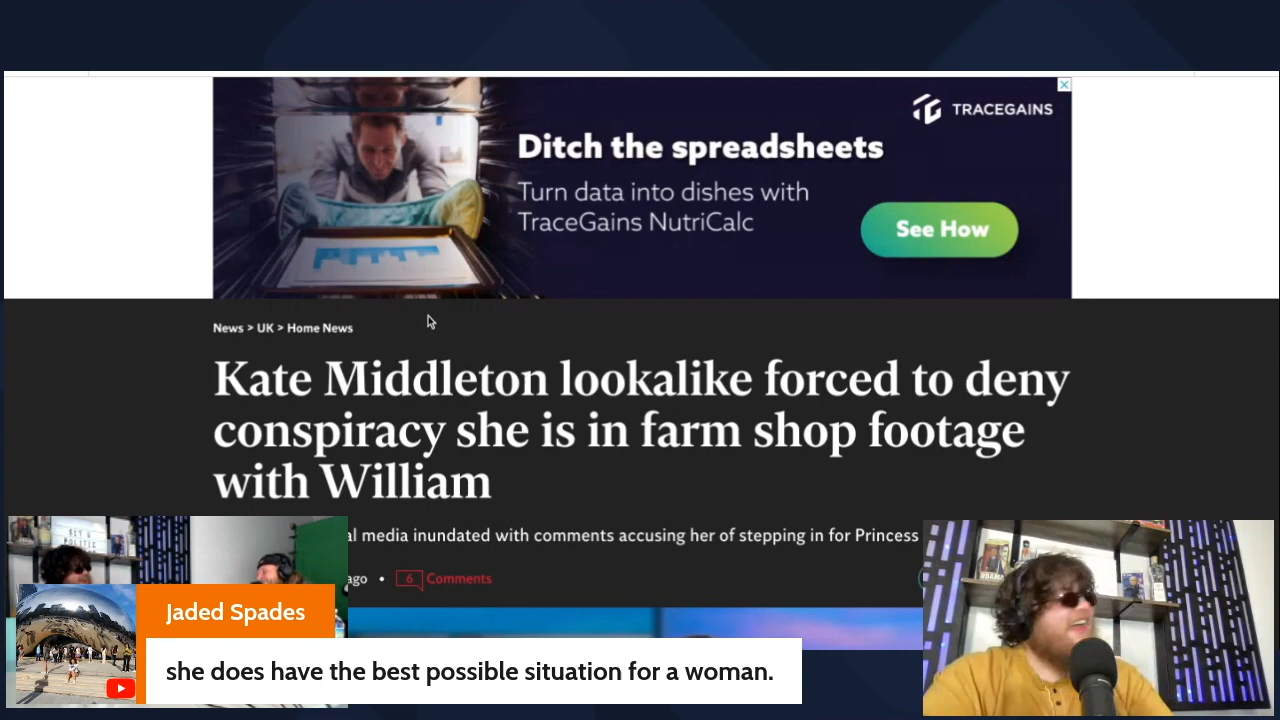 TRACEGAINS
Ditch the spreadsheets
Turn data into dishes with
TraceGains NutriCalc
See How
News > UK > Home News
Kate Middleton lookalike forced to deny
conspiracy she is in farm shop footage
with William
al media inundated with comments accusing her of stepping in for Princess
ago • 6 Comments
Jaded Spades
she does have the best possible situation for a woman.